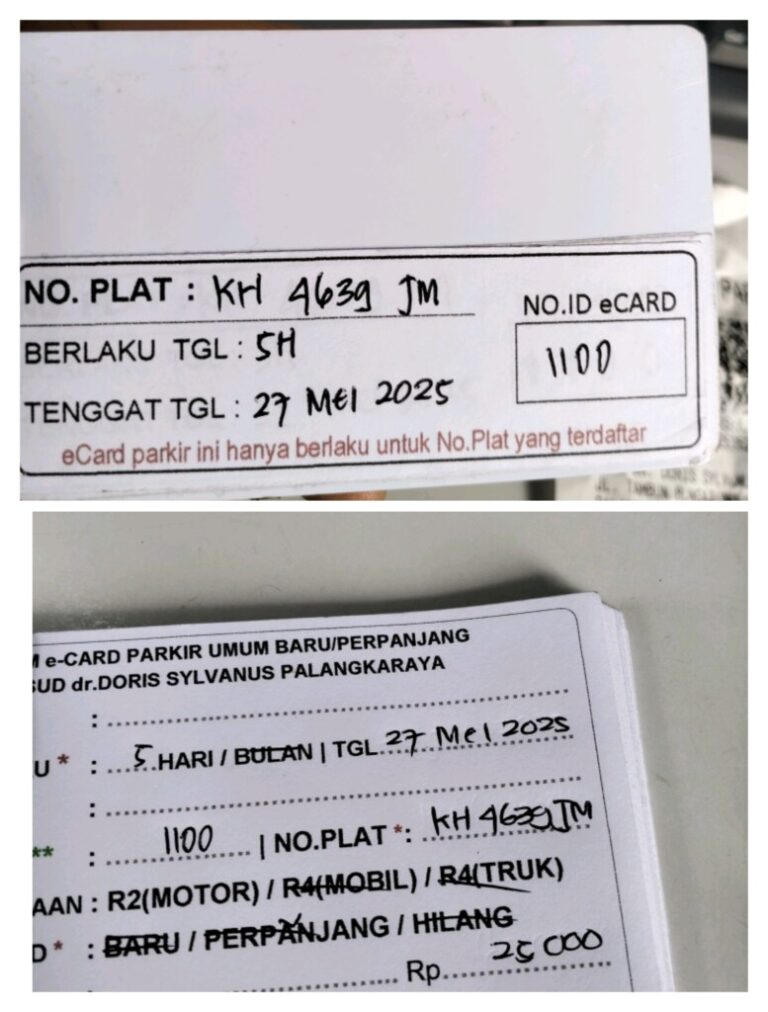 NO. PLAT : KH 4639 JM
BERLAKU TGL : 5H
TENGGAT TGL : 27 MEI 2025
NO.ID eCARD
1100
eCard parkir ini hanya berlaku untuk No.Plat yang terdaftar
e-CARD PARKIR UMUM BARU/PERPANJANG
SUD dr.DORIS SYLVANUS PALANGKARAYA
:
U * : 5 HARI / BULAN | TGL 27 MEI 2025
:
** : 1100 | NO.PLAT *: KH 4639 JM
AAN : R2(MOTOR) / R4(MOBIL) / R4(TRUK)
D * : BARU / PERPANJANG / HILANG
Rp 25 000